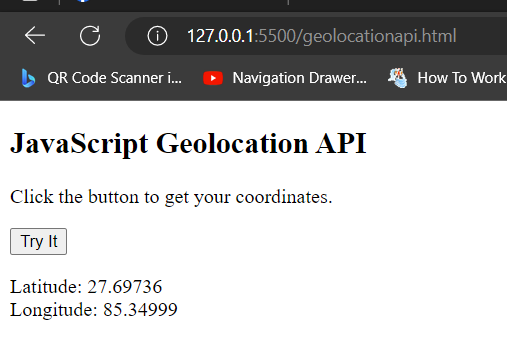 127.0.0.1:5500/geolocationapi.html
QR Code Scanner i... Navigation Drawer... How To Work
JavaScript Geolocation API
Click the button to get your coordinates.
Try It
Latitude: 27.69736
Longitude: 85.34999